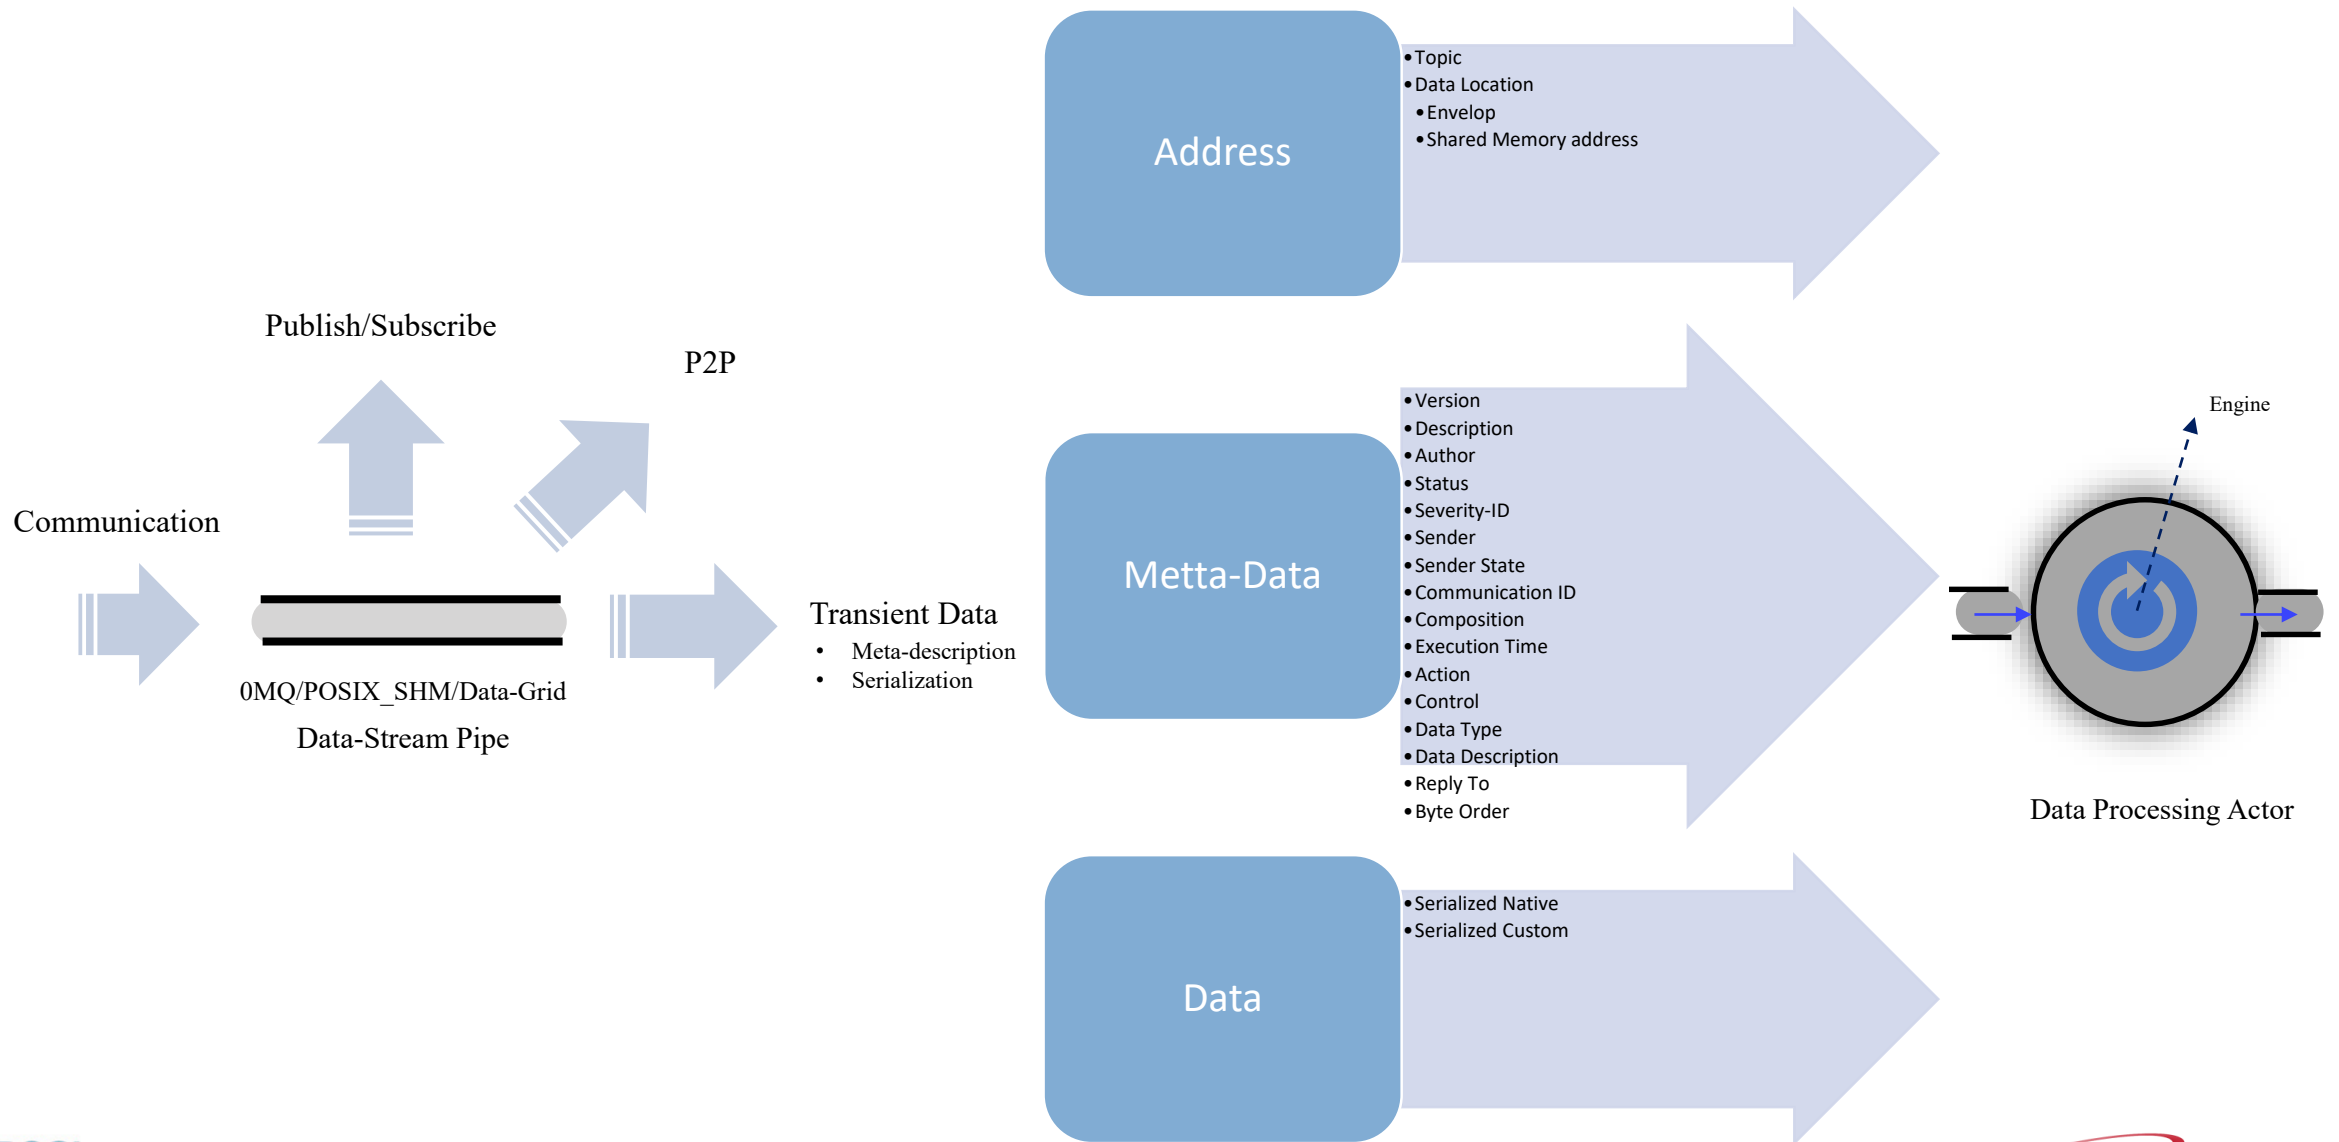 Communication
Publish/Subscribe
P2P
0MQ/POSIX_SHM/Data-Grid
Data-Stream Pipe
Transient Data
• Meta-description
• Serialization
Address
•Topic
•Data Location
•Envelop
•Shared Memory address
Metta-Data
•Version
•Description
•Author
•Status
•Severity-ID
•Sender
•Sender State
•Communication ID
•Composition
•Execution Time
•Action
•Control
•Data Type
•Data Description
•Reply To
•Byte Order
Data
•Serialized Native
•Serialized Custom
Engine
Data Processing Actor